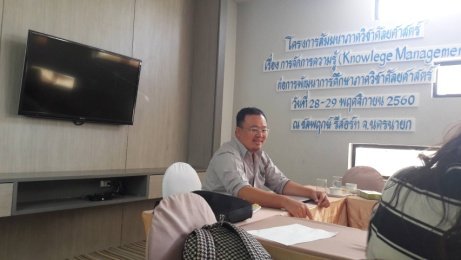 โครงการสัมมนาภาควิชาศัลยศาสตร์
เรื่อง การจัดการความรู้ (Knowlege Management
ต่อการพัฒนาการศึกษาภาควิชาศัลยศาสตร์
วันที่ 28-29 พฤศจิกายน 2560
ณ ชลพฤกษ์ รีสอร์ท จ.นครนายก